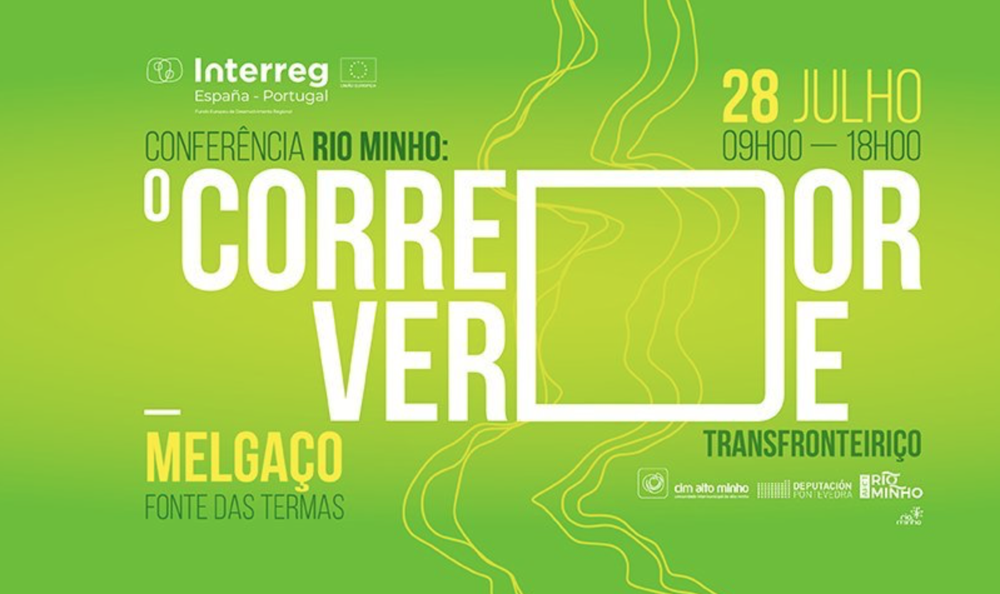 Interreg
España - Portugal
Fundo Europeu de Desenvolvimento Regional
UNIÃO EUROPEIA
28 JULHO
09H00 — 18H00
CONFERÊNCIA RIO MINHO:
O CORREDOR
VERDE
TRANSFRONTEIRIÇO
MELGAÇO
FONTE DAS TERMAS
cim alto minho
comunidade intermunicipal do alto minho
DEPUTACIÓN
PONTEVEDRA
AECT
RIO
MINHO
rio
minho